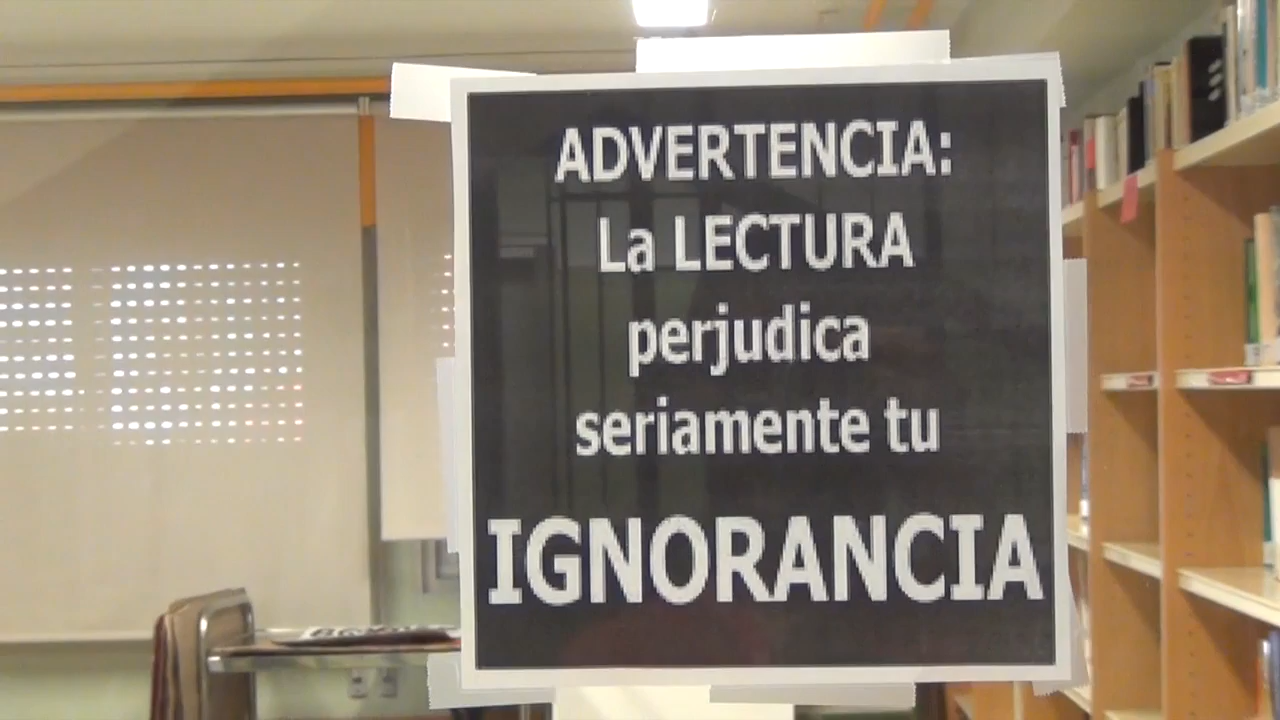 ADVERTENCIA:
La LECTURA
perjudica
seriamente tu
IGNORANCIA